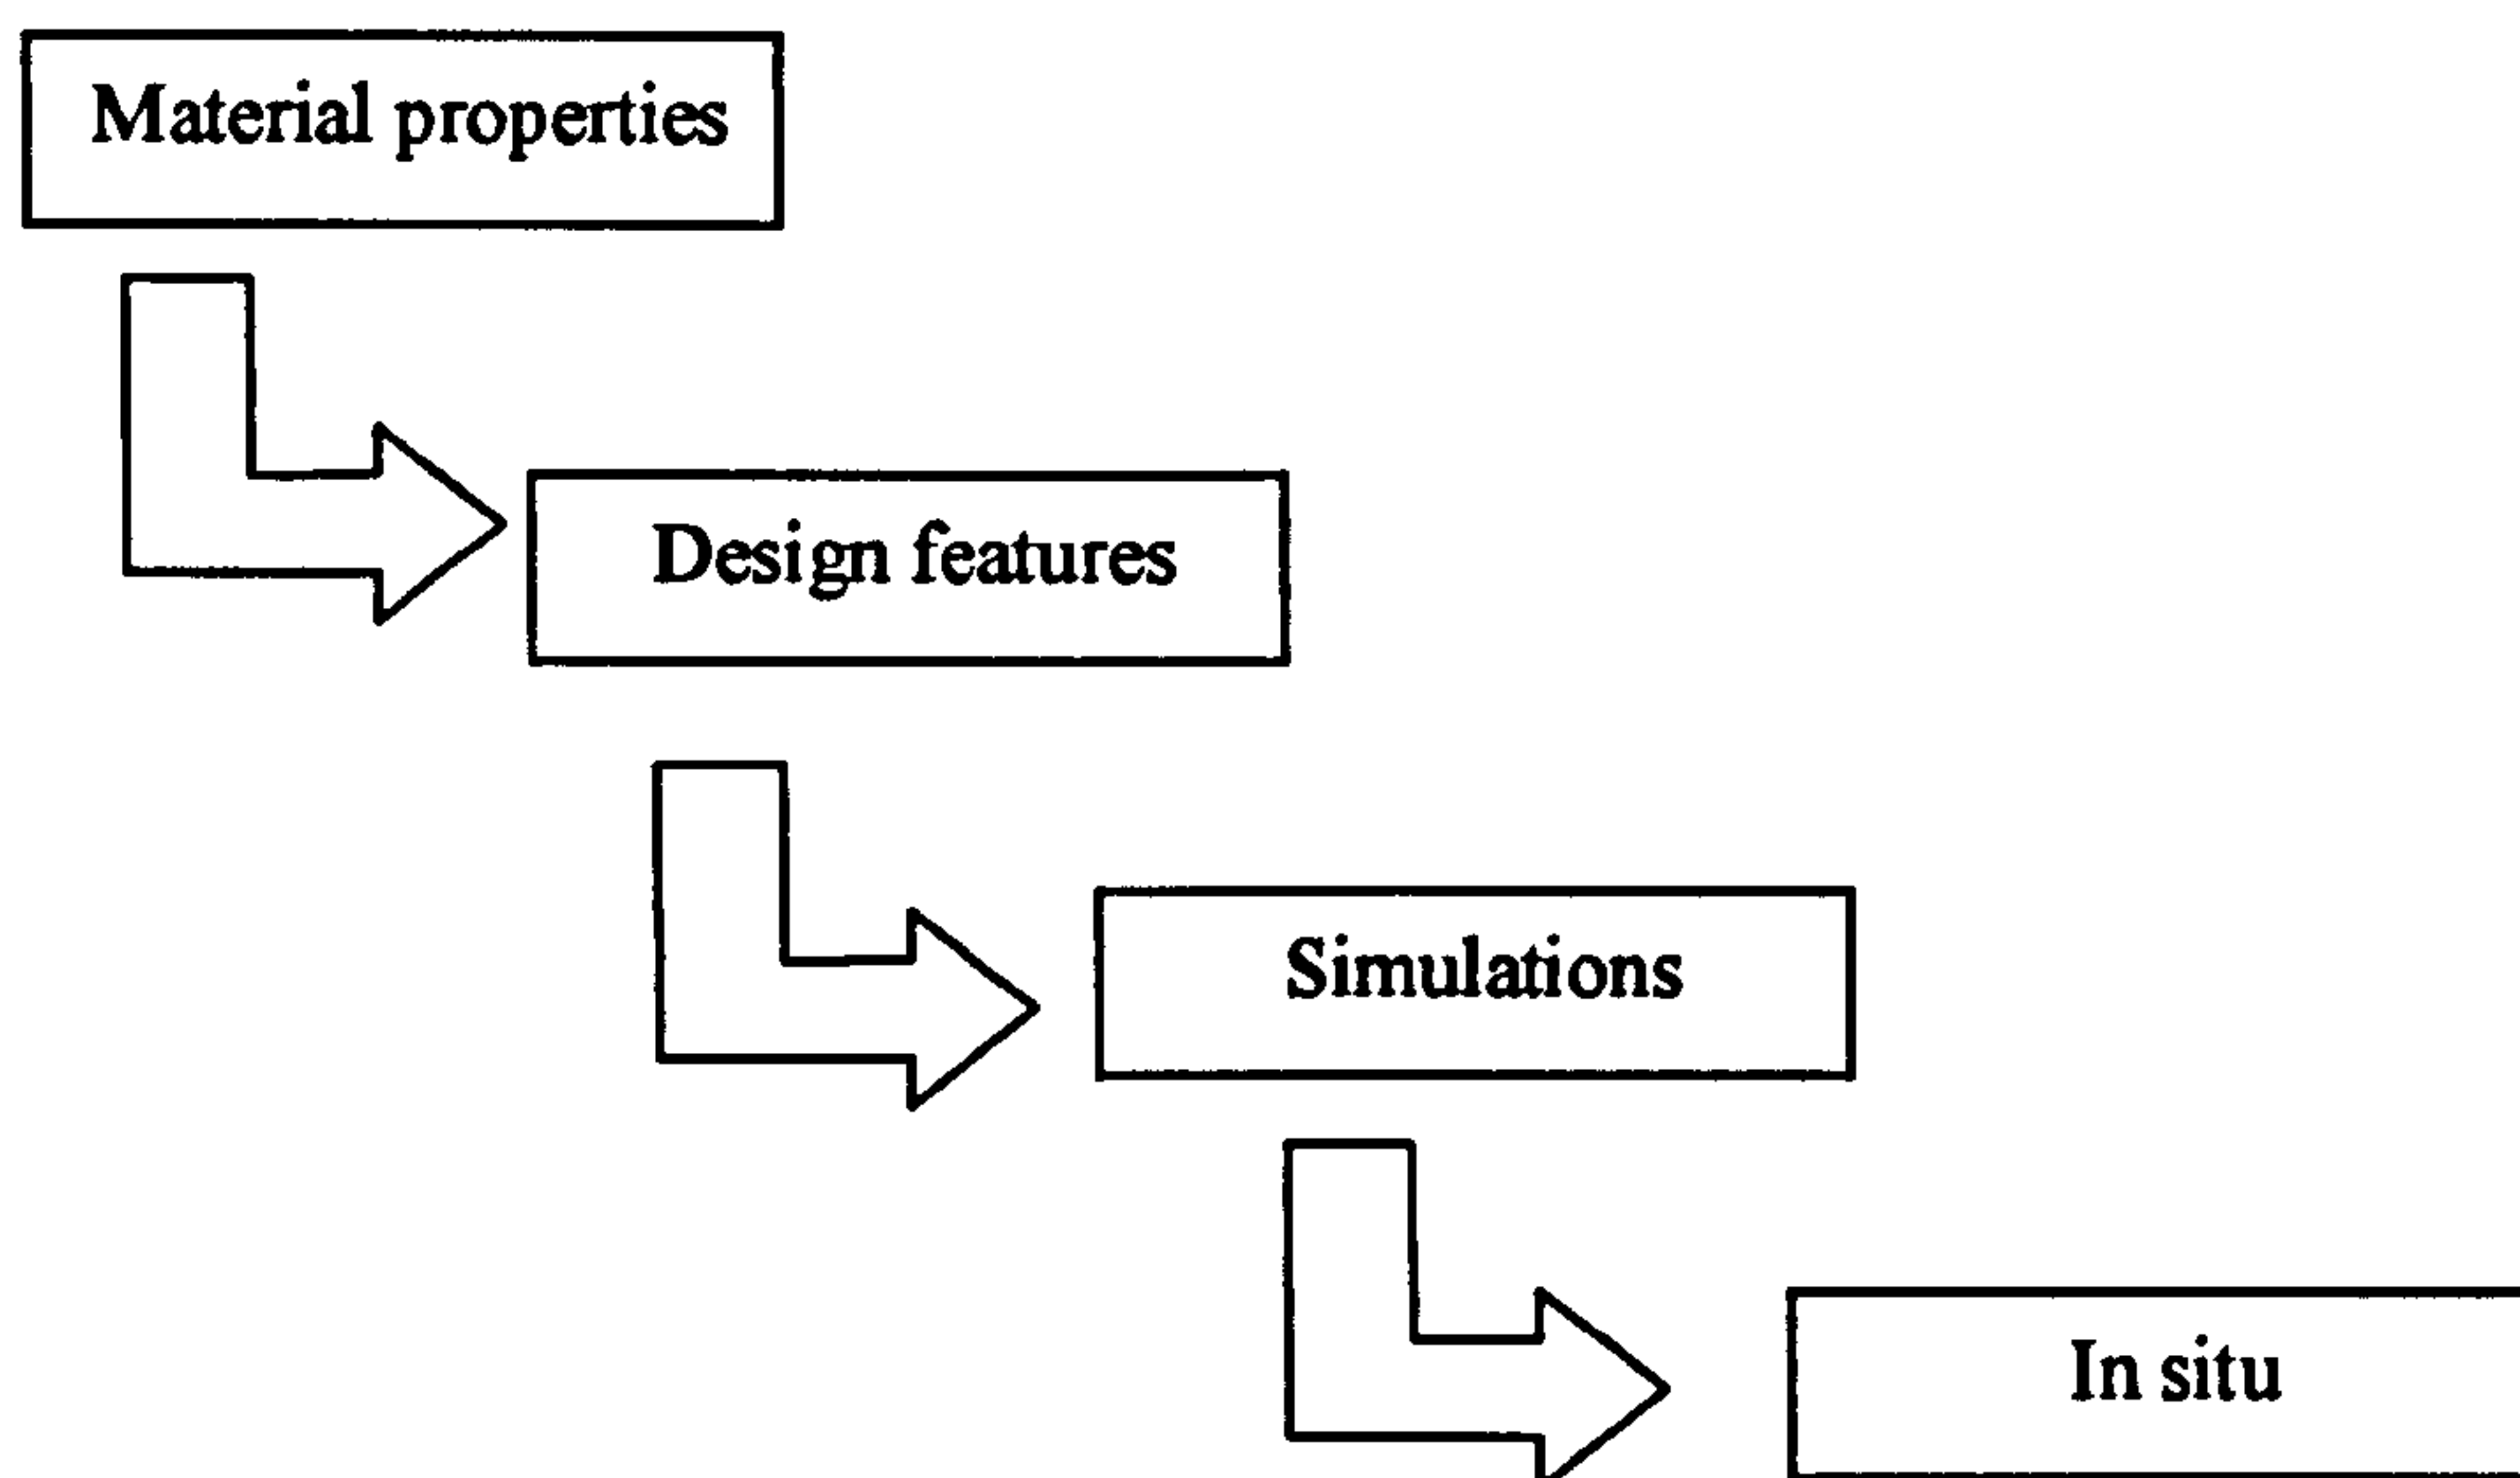 Material properties
Design features
Simulations
In situ